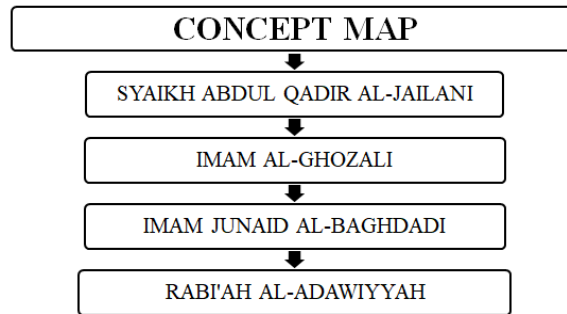 CONCEPT MAP
SYAIKH ABDUL QADIR AL-JAILANI
IMAM AL-GHOZALI
IMAM JUNAID AL-BAGHDADI
RABI'AH AL-ADAWIYYAH